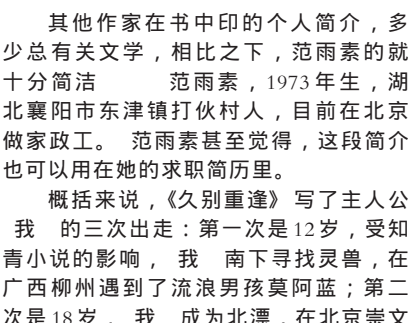 其他作家在书中印的个人简介，多
少总有关文学，相比之下，范雨素的就
十分简洁 范雨素，1973年生，湖
北襄阳市东津镇打伙村人，目前在北京
做家政工。 范雨素甚至觉得，这段简介
也可以用在她的求职简历里。
概括来说，《久别重逢》 写了主人公
我 的三次出走：第一次是12岁，受知
青小说的影响， 我 南下寻找灵兽，在
广西柳州遇到了流浪男孩莫阿蓝；第二
次是18岁， 我 成为北漂，在北京崇文